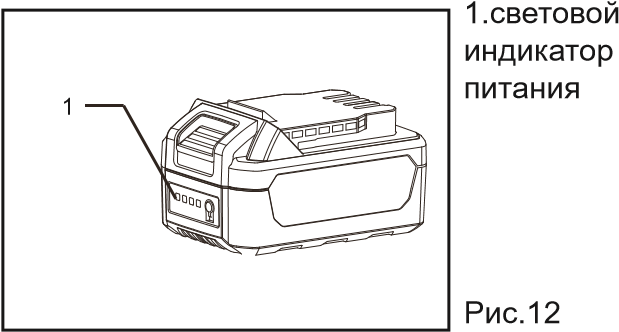 1.световой
индикатор
питания
1
Рис.12